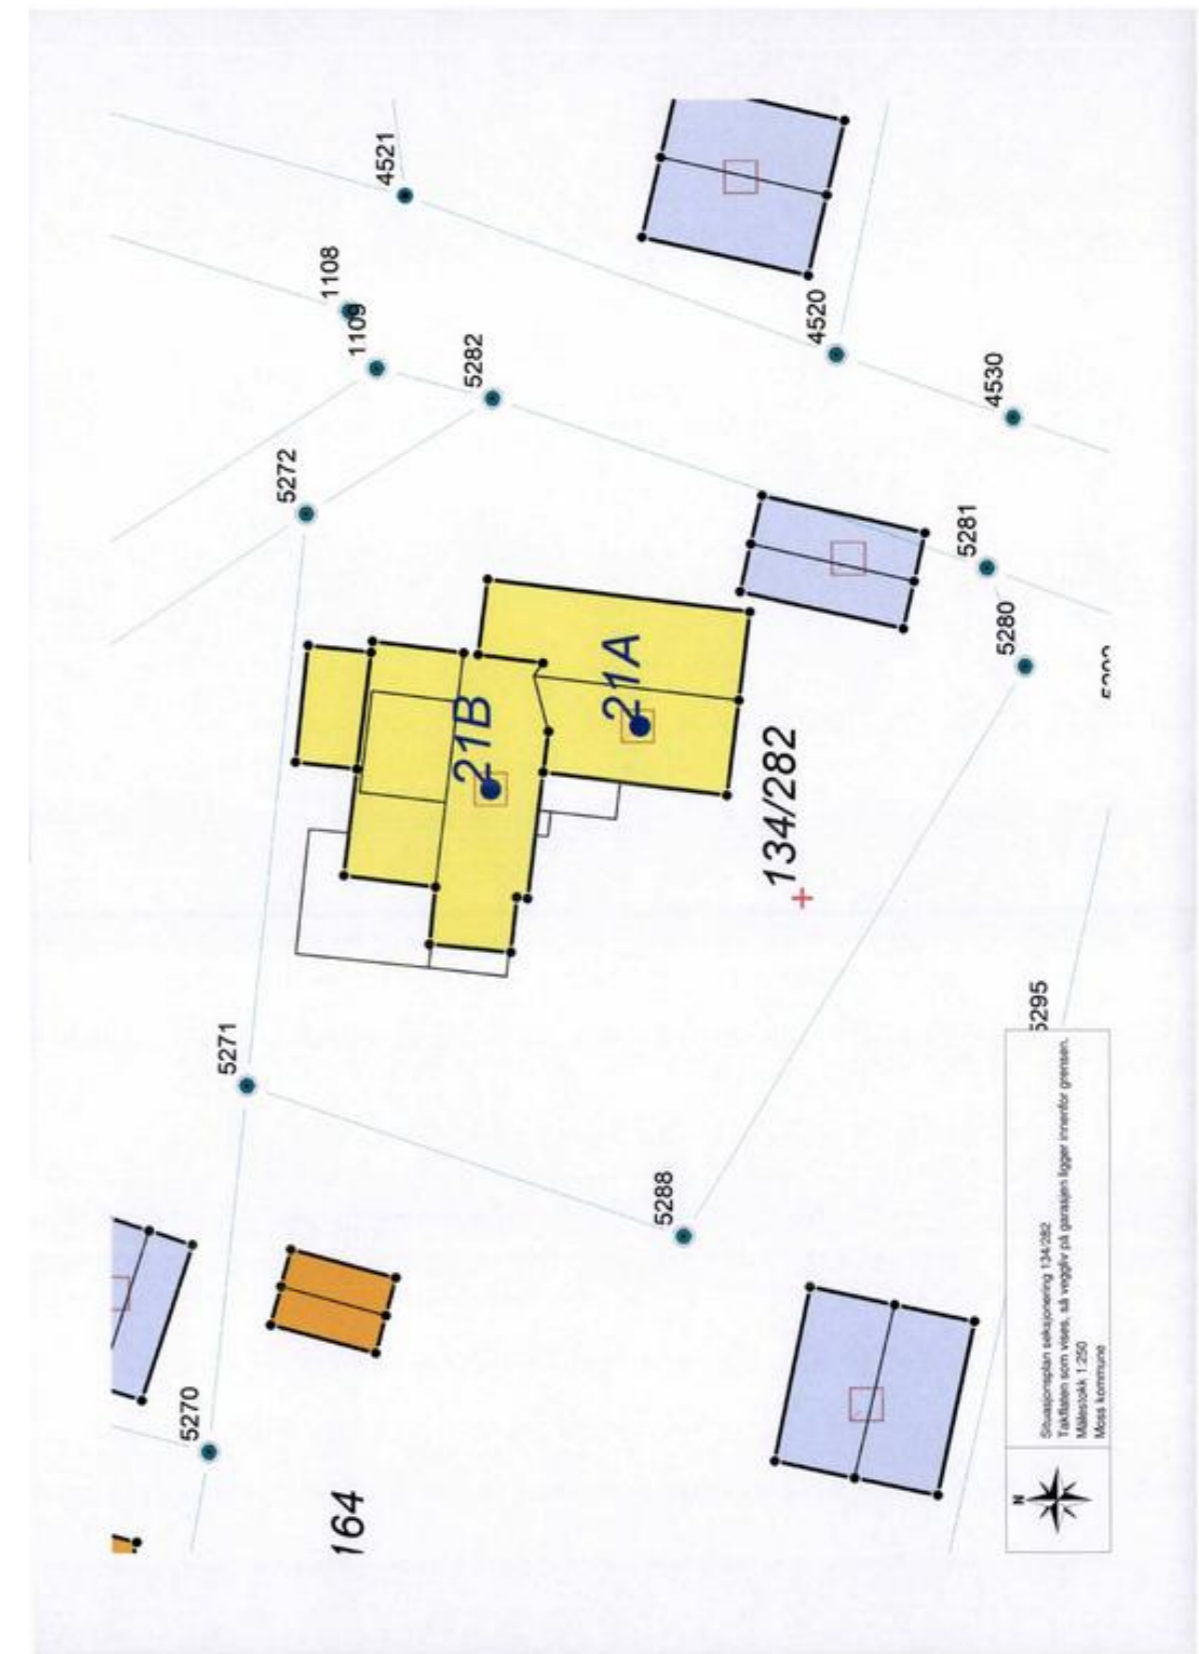 4521
1108
1109
5282
5272
4520
4530
5281
5280
21B
21A
134/282
5295
5271
5288
5270
164
N
Situasjonsplan seksjonering 134/282
Takflaten som vises, så veggliv på garasjen ligger innenfor grensen.
Målestokk 1:250
Moss kommune